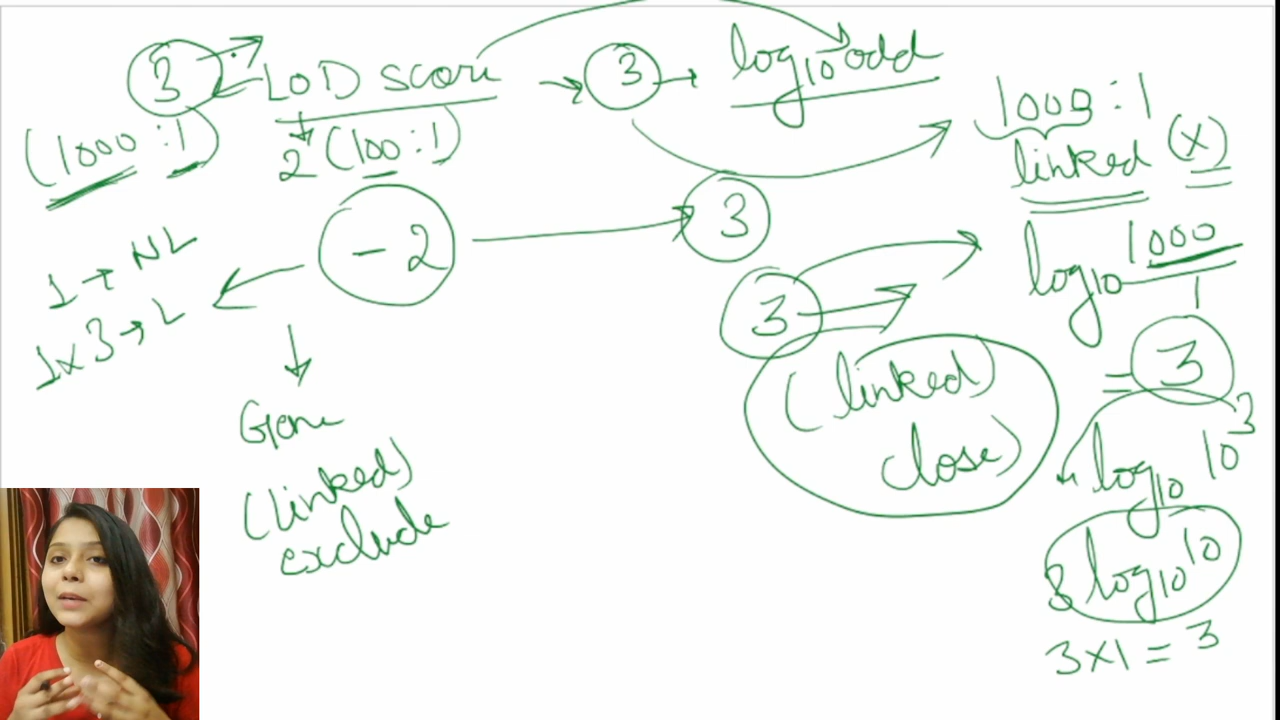 3 LOD score 3 log10 odd
(1000 : 1)
2 (100 : 1)
1000 : 1
linked (x)
- 2 3
1 → NL
1 x 3 → L
Gene
(linked)
exclude
3
(linked)
close)
log10 1000
1
= 3
log10 10^3
3 log10 10
3 x 1 = 3